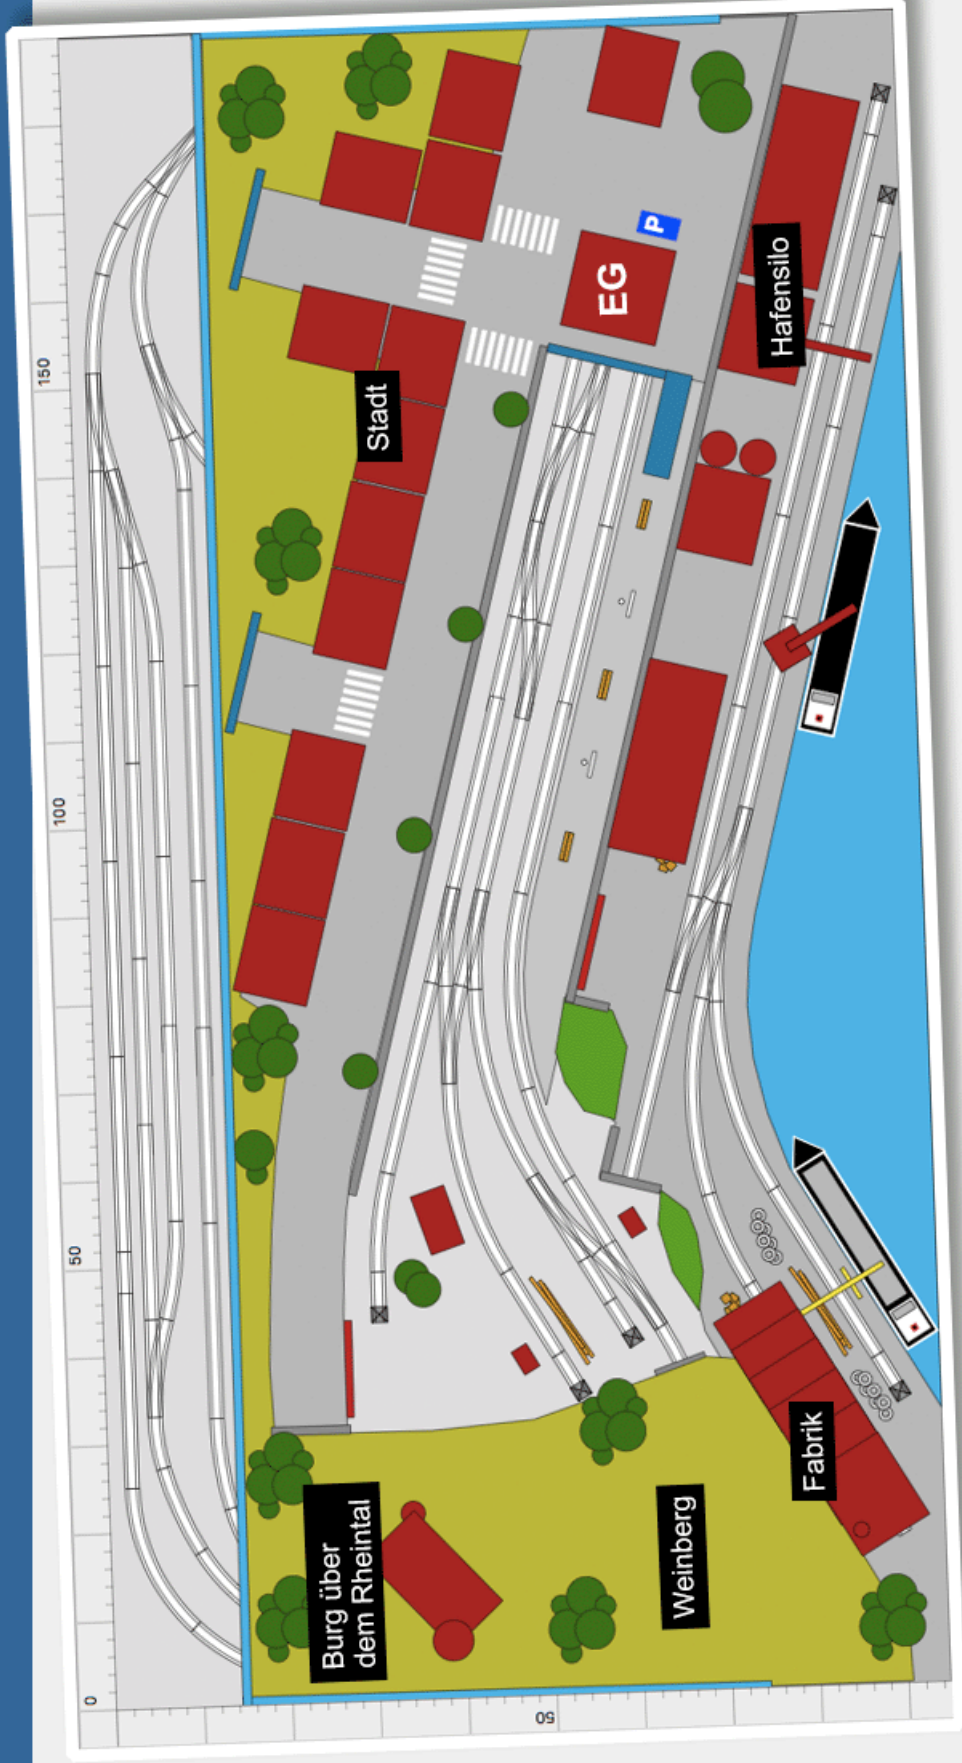 0
50
100
150
50
Stadt
EG
P
Hafensilo
Burg über
dem Rheintal
Weinberg
Fabrik